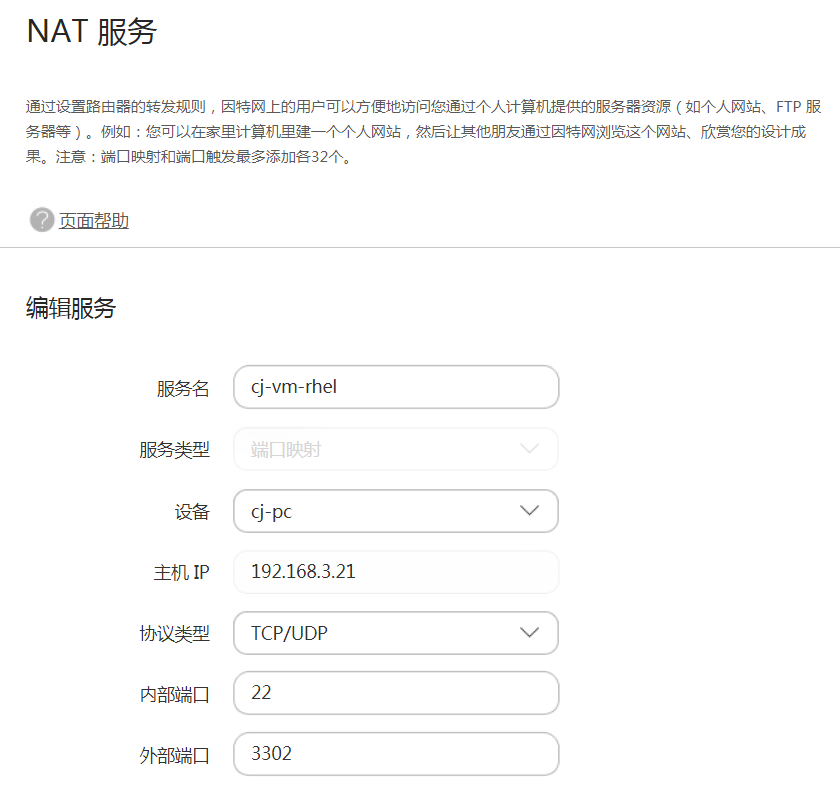 NAT 服务
通过设置路由器的转发规则，因特网上的用户可以方便地访问您通过个人计算机提供的服务器资源（如个人网站、FTP 服
务器等）。例如：您可以在家里计算机里建一个个人网站，然后让其他朋友通过因特网浏览这个网站、欣赏您的设计成
果。注意：端口映射和端口触发最多添加各32个。
? 页面帮助
编辑服务
服务名 cj-vm-rhel
服务类型 端口映射
设备 cj-pc
主机 IP 192.168.3.21
协议类型 TCP/UDP
内部端口 22
外部端口 3302